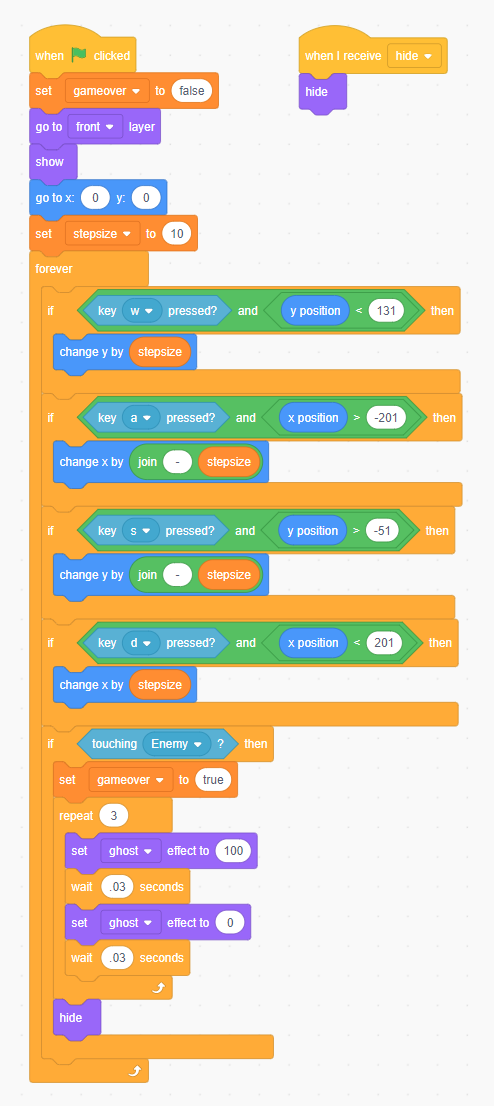 when clicked
set gameover to false
go to front layer
show
go to x: 0 y: 0
set stepsize to 10
forever
if key w pressed? and y position < 131 then
change y by stepsize
if key a pressed? and x position > -201 then
change x by join - stepsize
if key s pressed? and y position > -51 then
change y by join - stepsize
if key d pressed? and x position < 201 then
change x by stepsize
if touching Enemy ? then
set gameover to true
repeat 3
set ghost effect to 100
wait .03 seconds
set ghost effect to 0
wait .03 seconds
hide
when I receive hide
hide